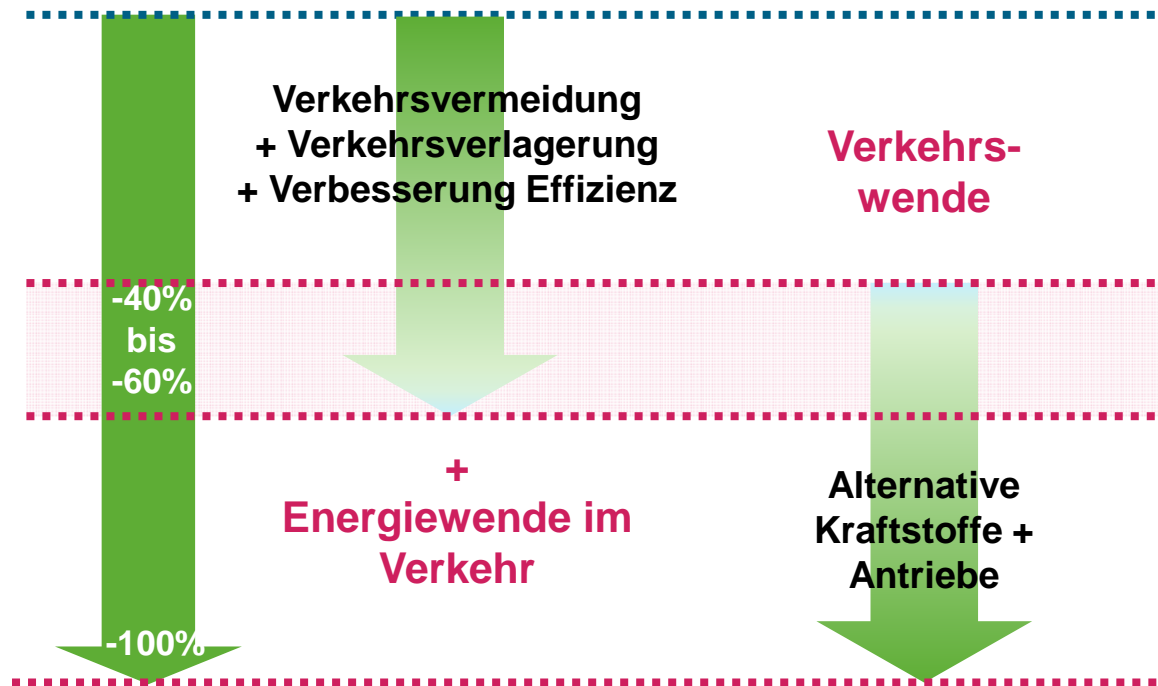 Verkehrsvermeidung
+ Verkehrsverlagerung
+ Verbesserung Effizienz
Verkehrs-
wende
-40%
bis
-60%
+
Energiewende im
Verkehr
Alternative
Kraftstoffe +
Antriebe
-100%